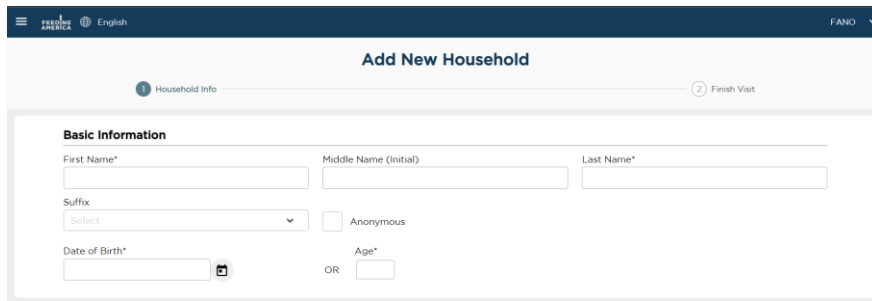 FEEDING AMERICA English FANO
Add New Household
1 Household Info 2 Finish Visit
Basic Information
First Name* Middle Name (Initial) Last Name*
Suffix
Select Anonymous
Date of Birth* Age*
OR